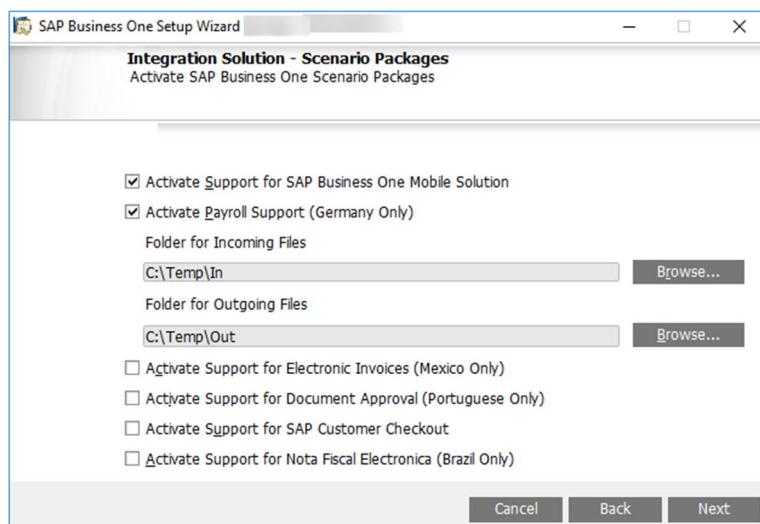 SAP Business One Setup Wizard
Integration Solution - Scenario Packages
Activate SAP Business One Scenario Packages
Activate Support for SAP Business One Mobile Solution
Activate Payroll Support (Germany Only)
Folder for Incoming Files
C:\Temp\In
Browse...
Folder for Outgoing Files
C:\Temp\Out
Browse...
Activate Support for Electronic Invoices (Mexico Only)
Activate Support for Document Approval (Portuguese Only)
Activate Support for SAP Customer Checkout
Activate Support for Nota Fiscal Electronica (Brazil Only)
Cancel Back Next